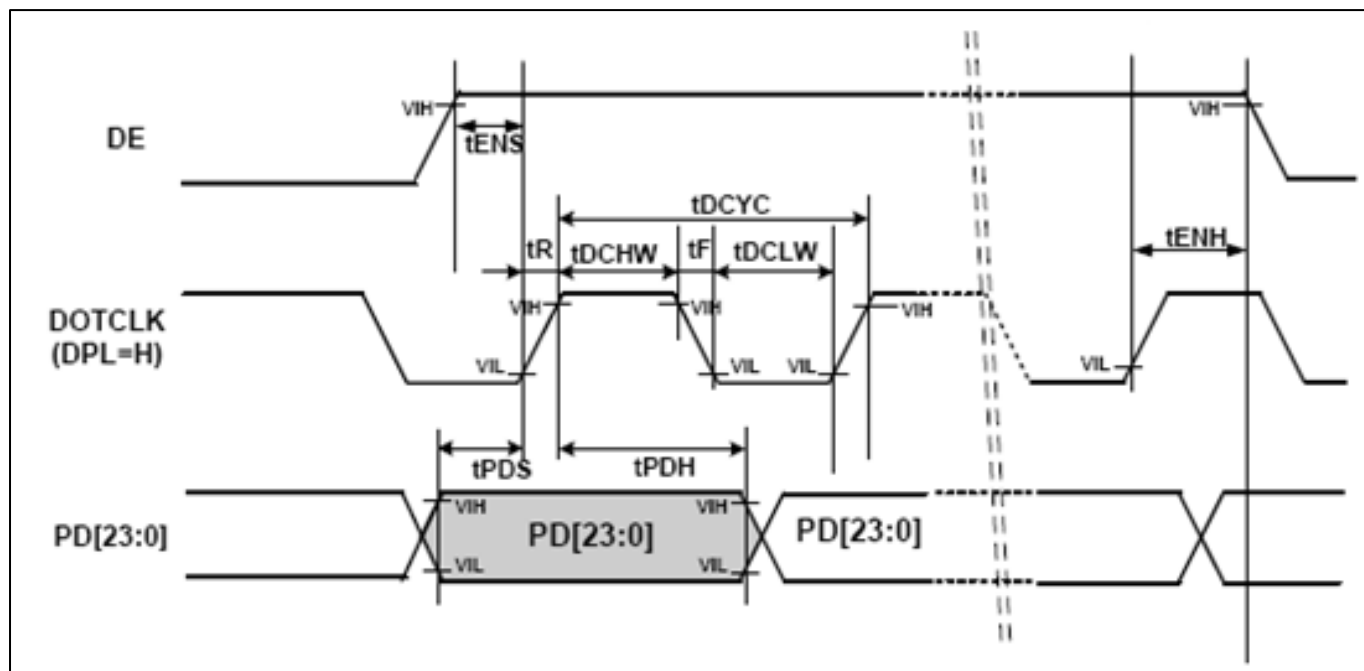 VIH
VIH
DE
tENS
tDCYC
tENH
tR
tDCHW
tF
tDCLW
DOTCLK
(DPL=H)
VIH
VIH
VIH
VIL
VIL
VIL
VIL
tPDS
tPDH
PD[23:0]
VIH
VIH
PD[23:0]
PD[23:0]
VIL
VIL